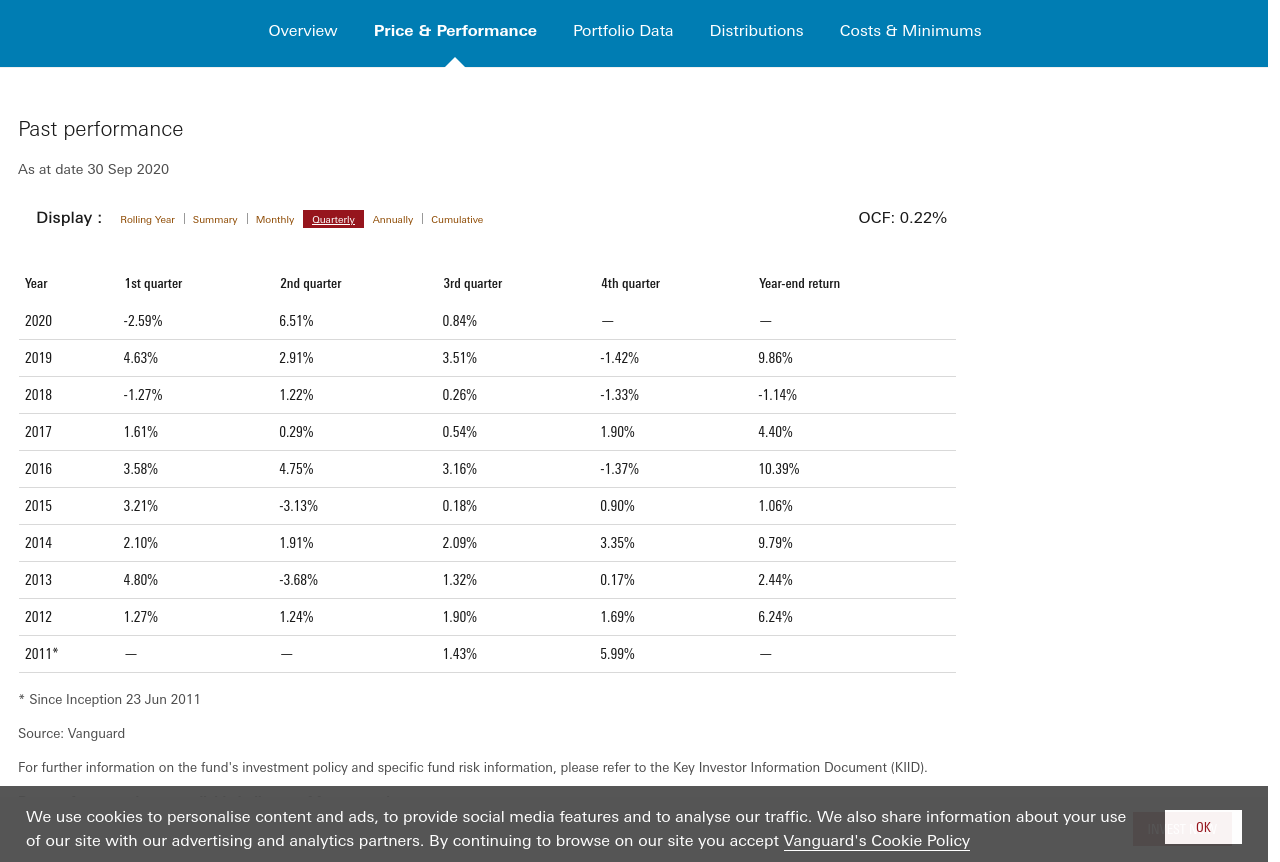 Overview Price & Performance Portfolio Data Distributions Costs & Minimums
Past performance
As at date 30 Sep 2020
Display : Rolling Year | Summary | Monthly Quarterly Annually | Cumulative OCF: 0.22%
Year 1st quarter 2nd quarter 3rd quarter 4th quarter Year-end return
2020 -2.59% 6.51% 0.84% — —
2019 4.63% 2.91% 3.51% -1.42% 9.86%
2018 -1.27% 1.22% 0.26% -1.33% -1.14%
2017 1.61% 0.29% 0.54% 1.90% 4.40%
2016 3.58% 4.75% 3.16% -1.37% 10.39%
2015 3.21% -3.13% 0.18% 0.90% 1.06%
2014 2.10% 1.91% 2.09% 3.35% 9.79%
2013 4.80% -3.68% 1.32% 0.17% 2.44%
2012 1.27% 1.24% 1.90% 1.69% 6.24%
2011* — — 1.43% 5.99% —
* Since Inception 23 Jun 2011
Source: Vanguard
For further information on the fund's investment policy and specific fund risk information, please refer to the Key Investor Information Document (KIID).
We use cookies to personalise content and ads, to provide social media features and to analyse our traffic. We also share information about your use
of our site with our advertising and analytics partners. By continuing to browse on our site you accept Vanguard's Cookie Policy
OK